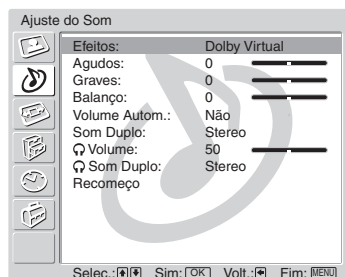 Ajuste do Som
Efeitos: Dolby Virtual
Agudos: 0
Graves: 0
Balanço: 0
Volume Autom.: Não
Som Duplo: Stereo
Volume: 50
Som Duplo: Stereo
Recomeço
Selec.: Sim: OK Volt.: Fim: MENU